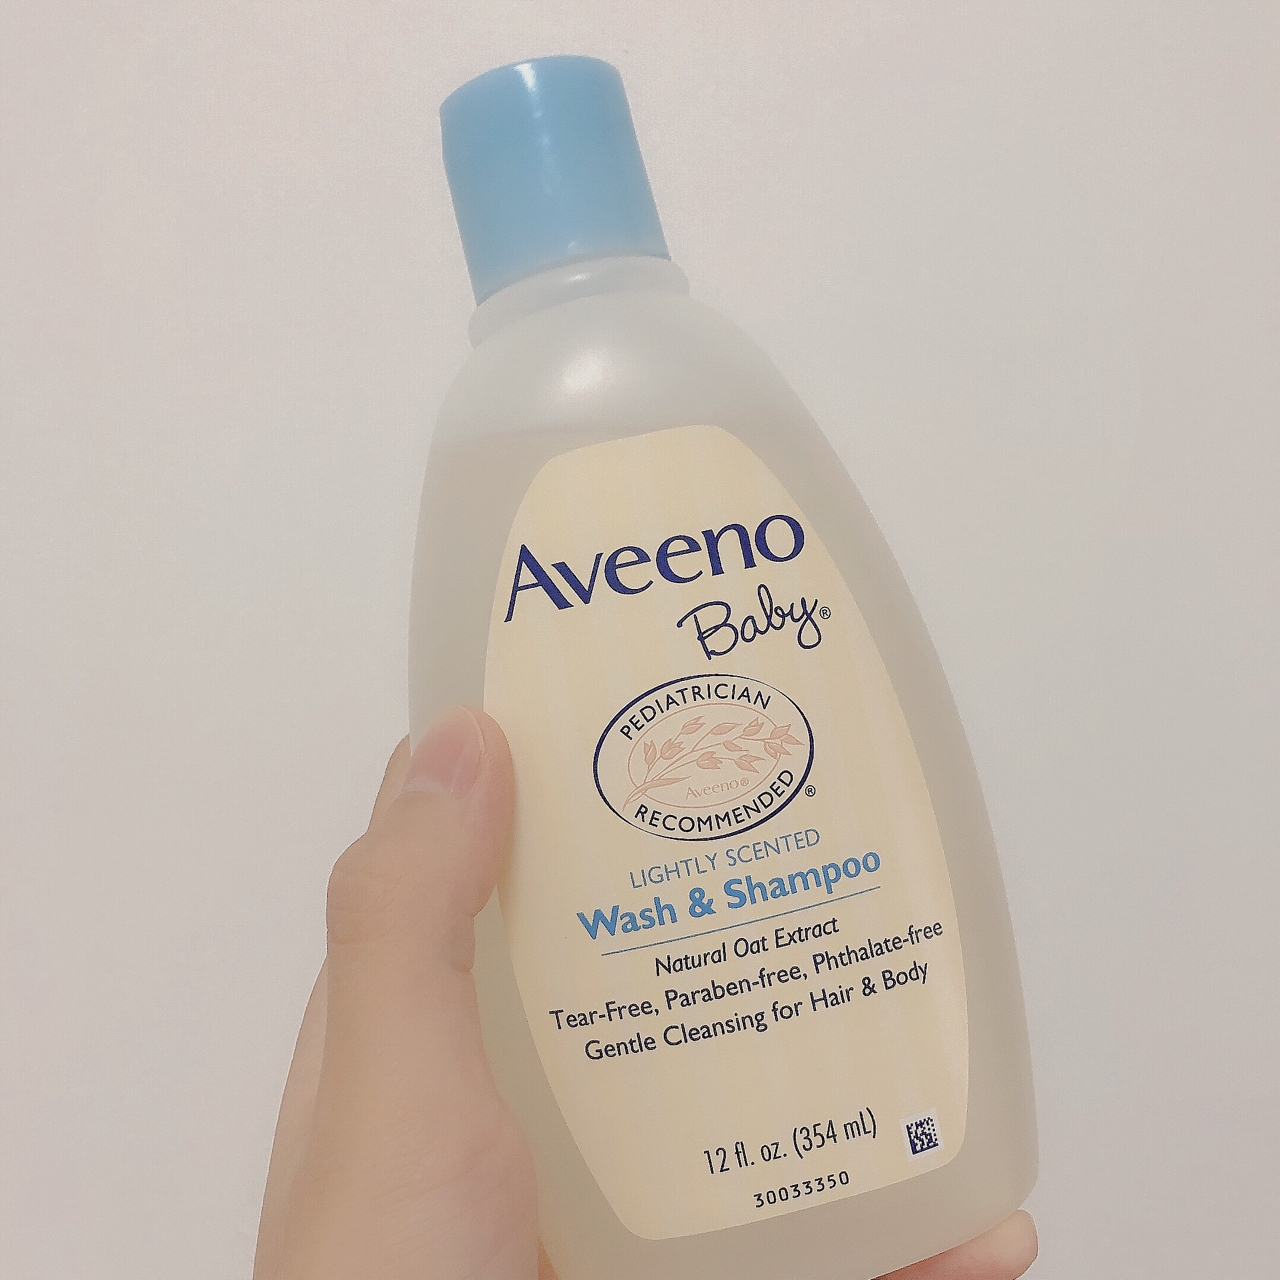 Aveeno
Baby®
PEDIATRICIAN
Aveeno®
RECOMMENDED®
LIGHTLY SCENTED
Wash & Shampoo
Natural Oat Extract
Tear-Free, Paraben-free, Phthalate-free
Gentle Cleansing for Hair & Body
12 fl. oz. (354 mL)
30033350